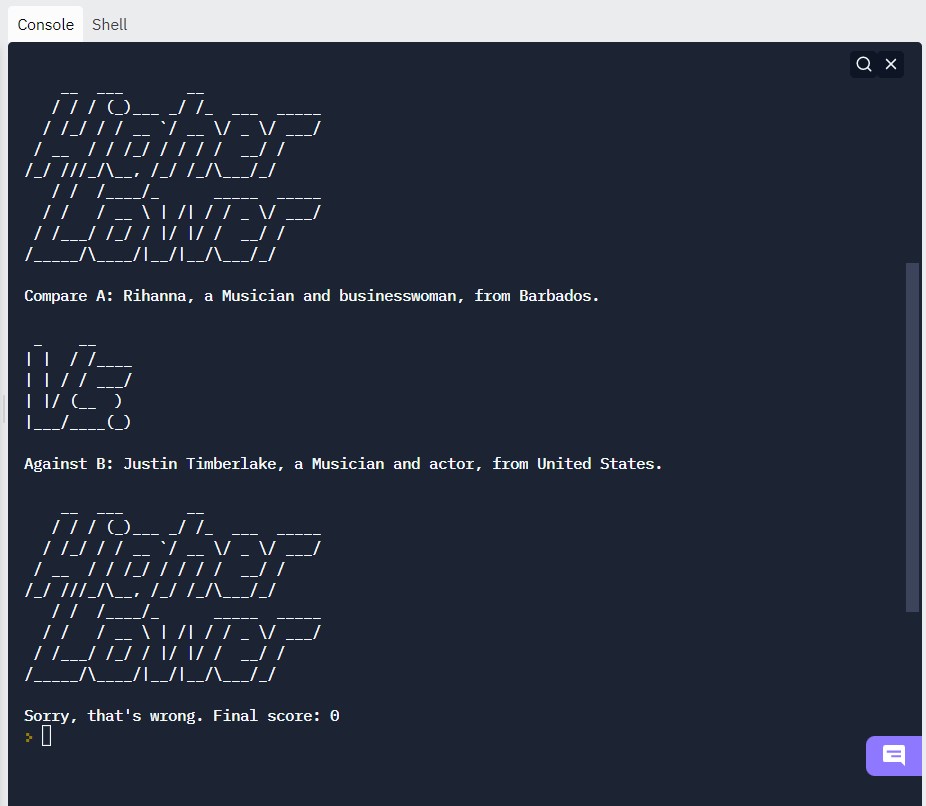 Console Shell
    __  ___       __
   / / / (_)___ _/ /_  ___  _____
  / /_/ / / __ `/ __ \/ _ \/ ___/
 / __  / / /_/ / / / /  __/ /
/_/ ///_/\__, /_/ /_/\___/_/
   / /  /____/_      _____  _____
  / /   / __ \ | /| / / _ \/ ___/
 / /___/ /_/ / |/ |/ /  __/ /
/_____/\____/|__/|__/\___/_/
Compare A: Rihanna, a Musician and businesswoman, from Barbados.
 _    __
| |  / /____
| | / / ___/
| |/ (__  )
|___/____(_)
Against B: Justin Timberlake, a Musician and actor, from United States.
    __  ___       __
   / / / (_)___ _/ /_  ___  _____
  / /_/ / / __ `/ __ \/ _ \/ ___/
 / __  / / /_/ / / / /  __/ /
/_/ ///_/\__, /_/ /_/\___/_/
   / /  /____/_      _____  _____
  / /   / __ \ | /| / / _ \/ ___/
 / /___/ /_/ / |/ |/ /  __/ /
/_____/\____/|__/|__/\___/_/
Sorry, that's wrong. Final score: 0
>